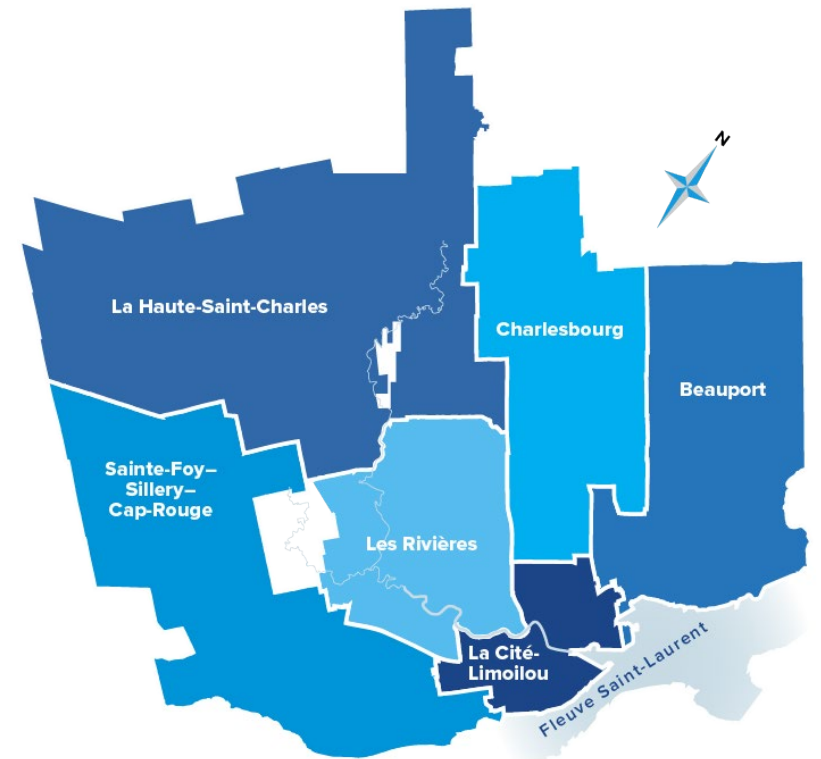 N
La Haute-Saint-Charles
Charlesbourg
Beauport
Sainte-Foy–
Sillery–
Cap-Rouge
Les Rivières
La Cité-
Limoilou
Fleuve Saint-Laurent